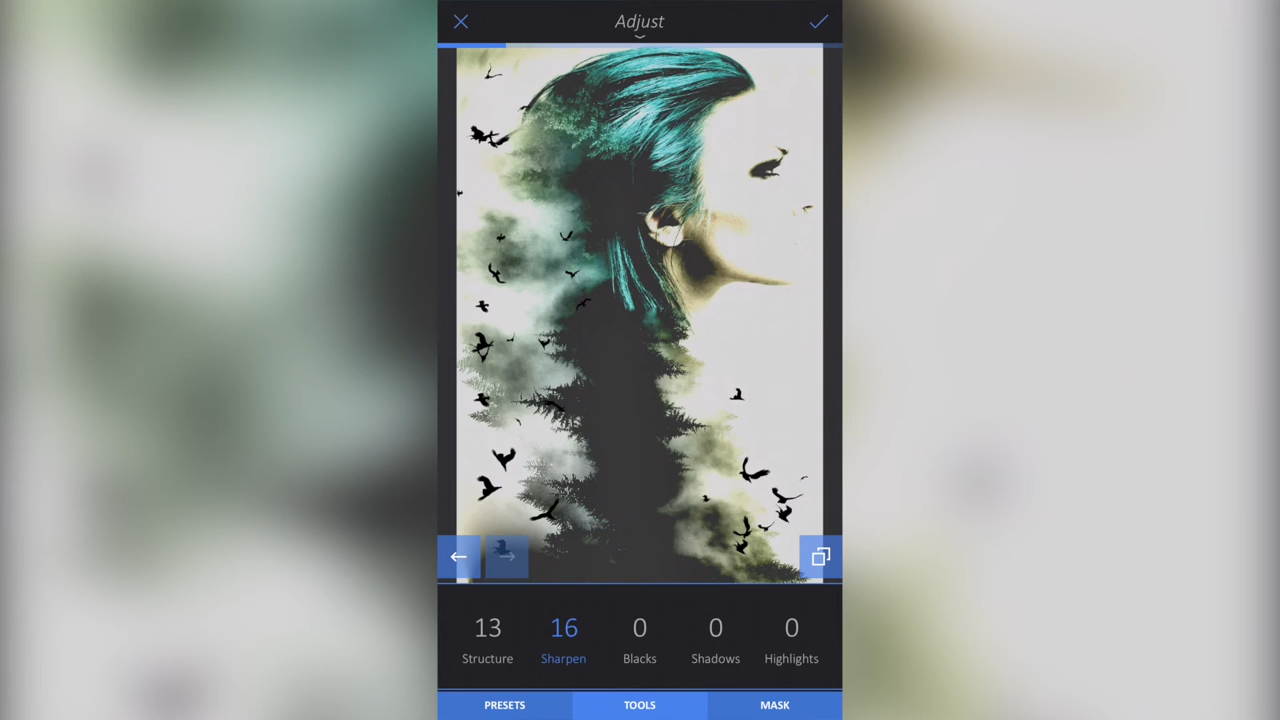 Adjust
13 16 0 0 0
Structure Sharpen Blacks Shadows Highlights
PRESETS TOOLS MASK